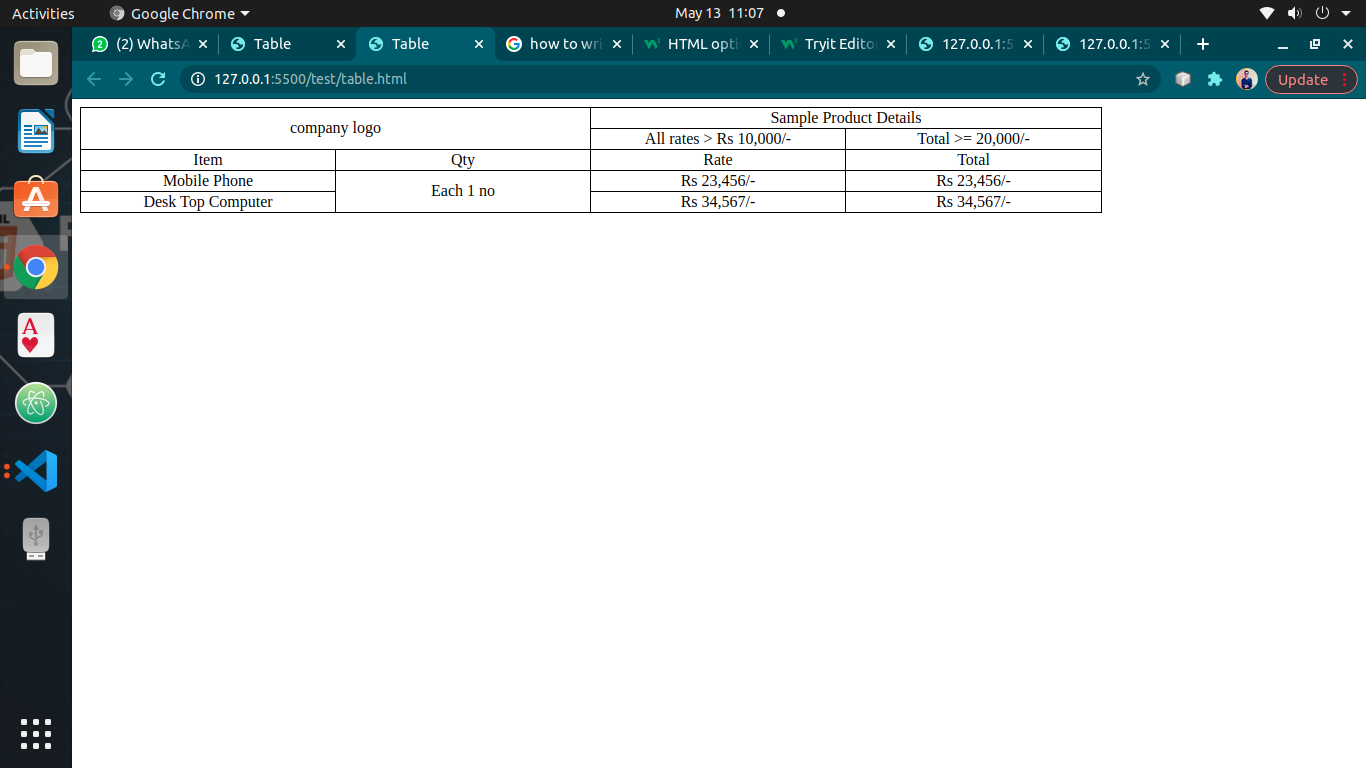 Activities Google Chrome May 13 11:07
(2) WhatsA Table Table how to wri HTML opti Tryit Edito 127.0.0.1:5 127.0.0.1:5
127.0.0.1:5500/test/table.html Update
company logo
Sample Product Details
All rates > Rs 10,000/- Total >= 20,000/-
Item Qty Rate Total
Mobile Phone Each 1 no Rs 23,456/- Rs 23,456/-
Desk Top Computer Rs 34,567/- Rs 34,567/-